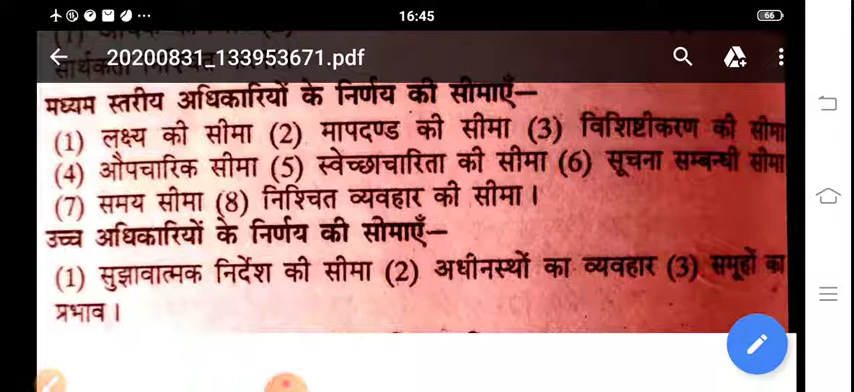 16:45
66
20200831_133953671.pdf
मध्यम स्तरीय अधिकारियों के निर्णय की सीमाएँ—
(1) लक्ष्य की सीमा (2) मापदण्ड की सीमा (3) विशिष्टीकरण की सीमा
(4) औपचारिक सीमा (5) स्वेच्छाचारिता की सीमा (6) सूचना सम्बन्धी सीमा
(7) समय सीमा (8) निश्चित व्यवहार की सीमा।
उच्च अधिकारियों के निर्णय की सीमाएँ—
(1) सुझावात्मक निर्देश की सीमा (2) अधीनस्थों का व्यवहार (3) समूहों का
प्रभाव।